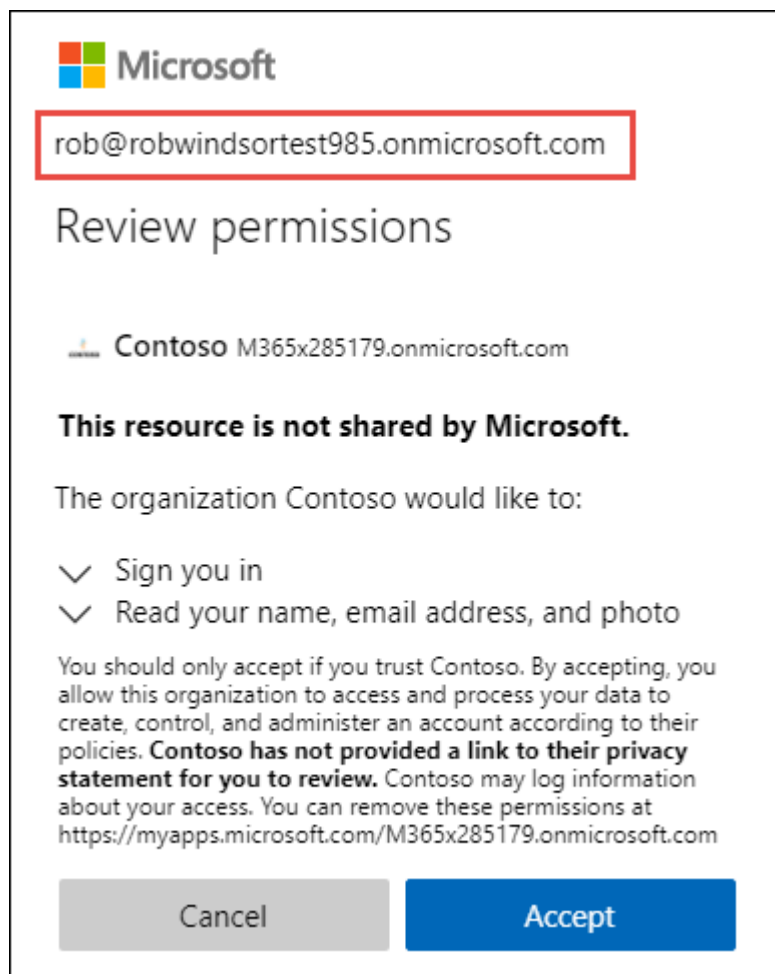 Microsoft
rob@robwindsortest985.onmicrosoft.com
Review permissions
Contoso M365x285179.onmicrosoft.com
This resource is not shared by Microsoft.
The organization Contoso would like to:
Sign you in
Read your name, email address, and photo
You should only accept if you trust Contoso. By accepting, you
allow this organization to access and process your data to
create, control, and administer an account according to their
policies. Contoso has not provided a link to their privacy
statement for you to review. Contoso may log information
about your access. You can remove these permissions at
https://myapps.microsoft.com/M365x285179.onmicrosoft.com
Cancel Accept